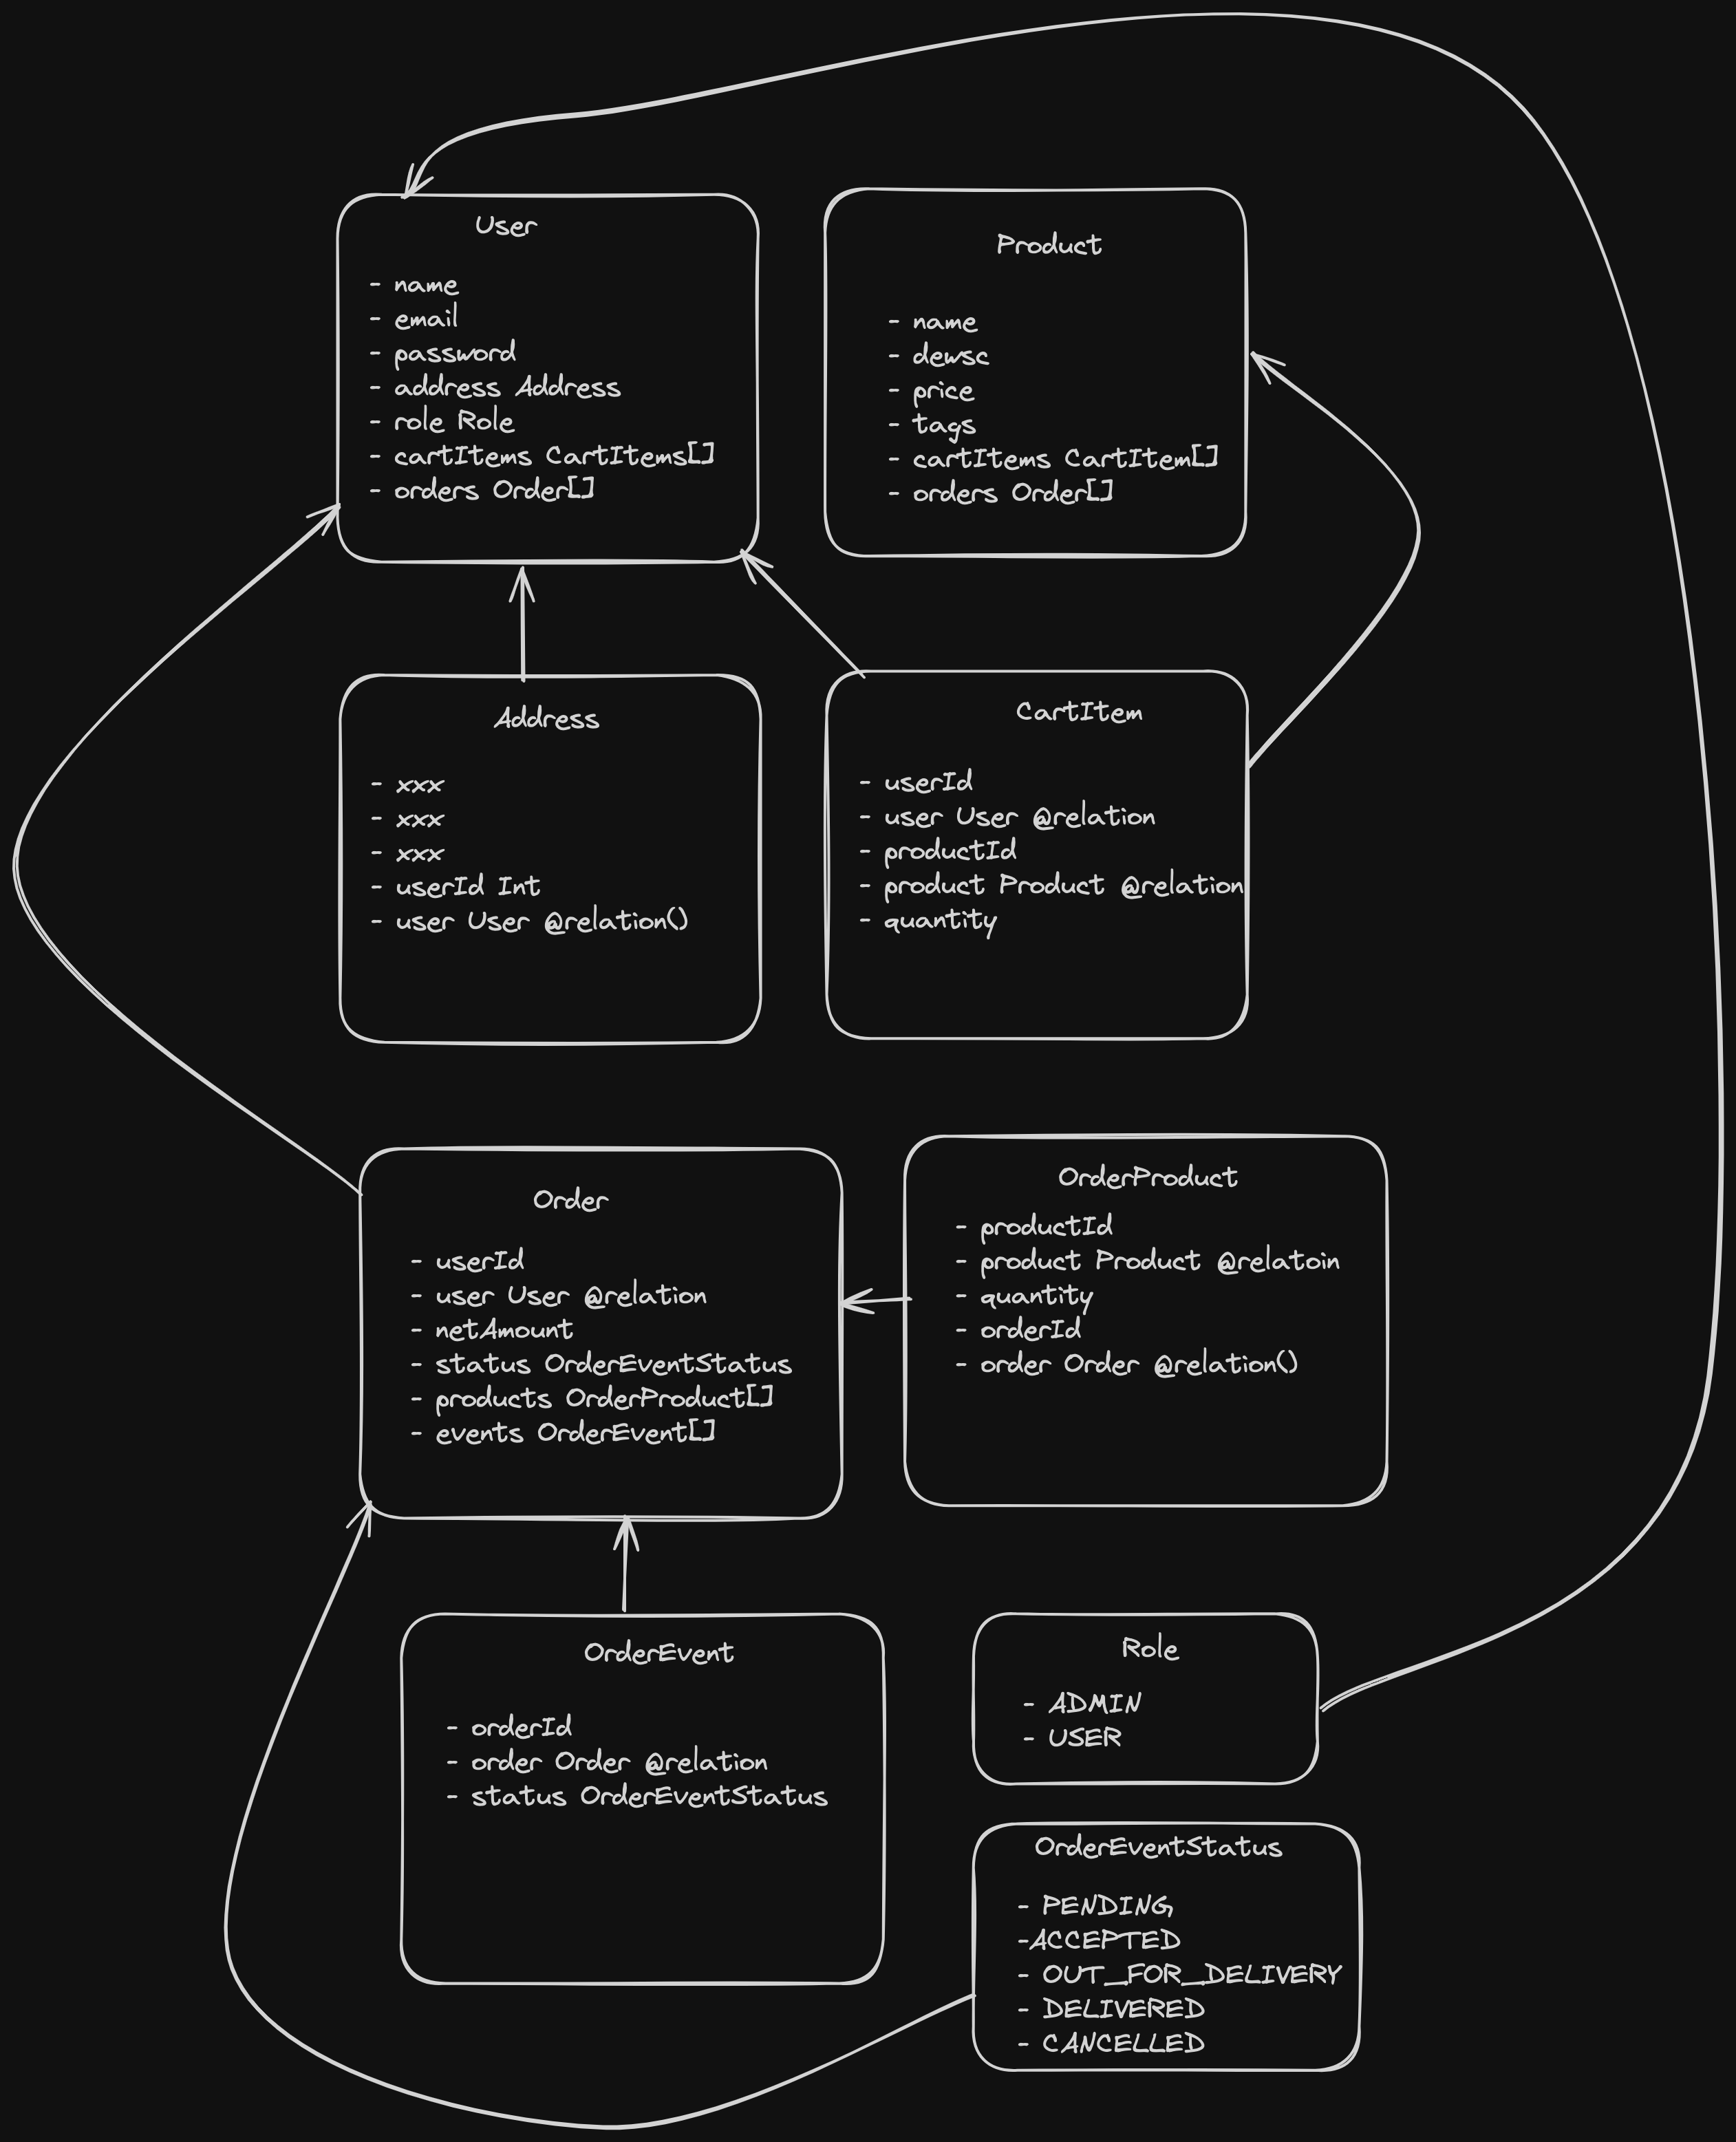 User
- name
- email
- password
- address Address
- role Role
- cartItems CartItems[]
- orders Order[]
Product
- name
- dewsc
- price
- tags
- cartItems CartItem[]
- orders Order[]
Address
- xxx
- xxx
- xxx
- userId Int
- user User @relation()
CartItem
- userId
- user User @relation
- productId
- product Product @relation
- quantity
Order
- userId
- user User @relation
- netAmount
- status OrderEventStatus
- products OrderProduct[]
- events OrderEvent[]
OrderProduct
- productId
- product Product @relatoin
- quantity
- orderId
- order Order @relation()
OrderEvent
- orderId
- order Order @relation
- status OrderEventStatus
Role
- ADMIN
- USER
OrderEventStatus
- PENDING
-ACCEPTED
- OUT_FOR_DELIVERY
- DELIVERED
- CANCELLED